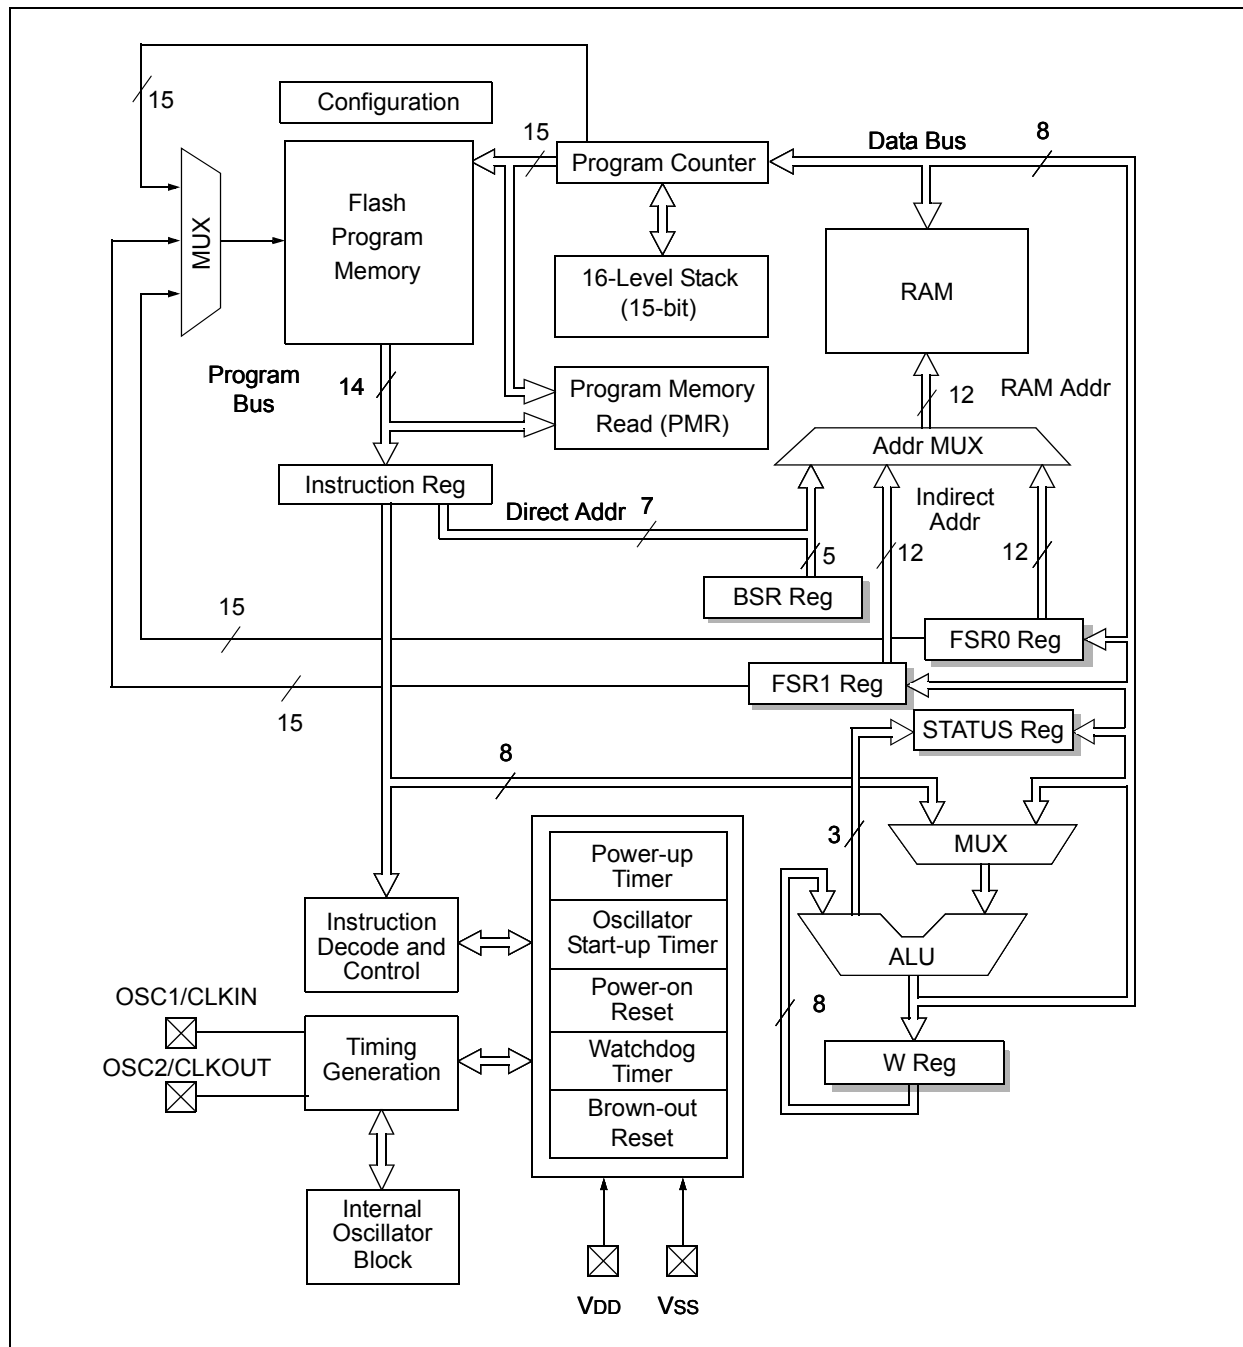 15
Configuration
15
Program Counter
Data Bus
8
MUX
Flash
Program
Memory
16-Level Stack
(15-bit)
RAM
Program
Bus
14
Program Memory
Read (PMR)
12
RAM Addr
Addr MUX
Instruction Reg
Direct Addr
7
Indirect
Addr
5
12
12
BSR Reg
15
FSR0 Reg
15
FSR1 Reg
STATUS Reg
8
3
MUX
Power-up
Timer
Instruction
Decode and
Control
Oscillator
Start-up Timer
ALU
OSC1/CLKIN
Power-on
Reset
8
OSC2/CLKOUT
Timing
Generation
Watchdog
Timer
W Reg
Brown-out
Reset
Internal
Oscillator
Block
VDD
VSS